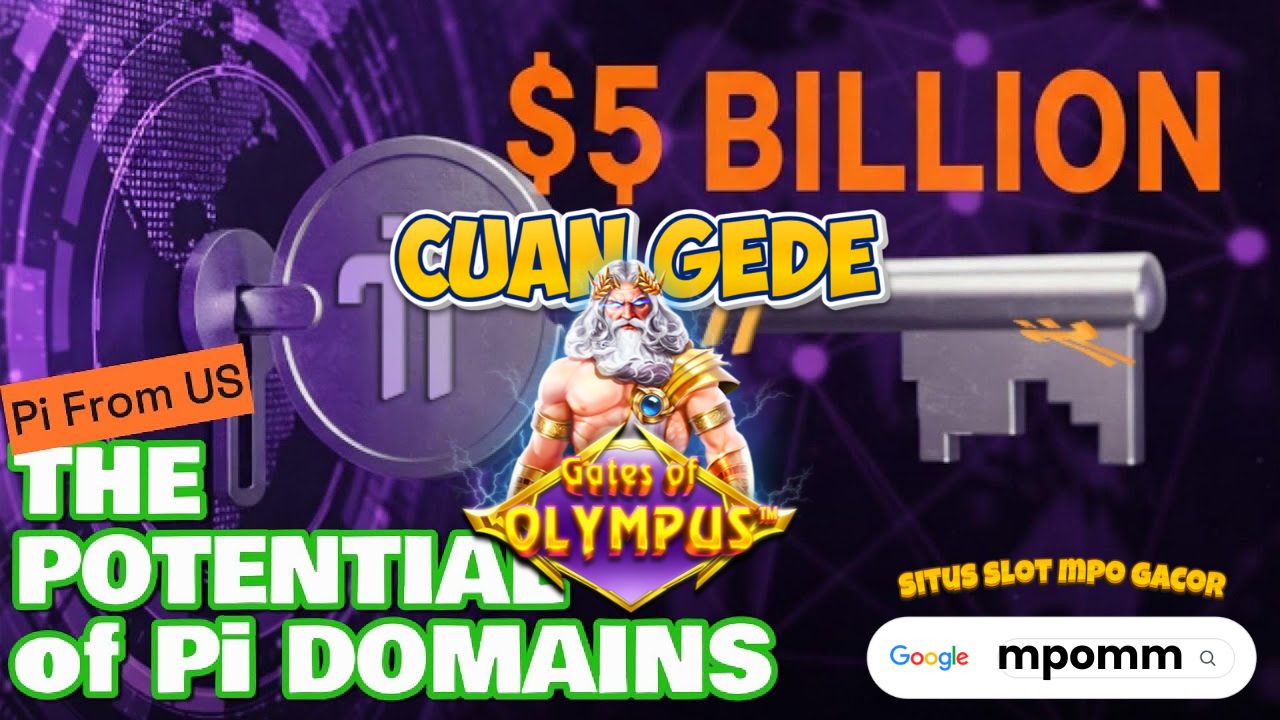 $5 BILLION
CUAN GEDE
Pi From US
THE
POTENTIAL
of Pi DOMAINS
Gates of
OLYMPUS™
SITUS SLOT MPO GACOR
Google mpomm